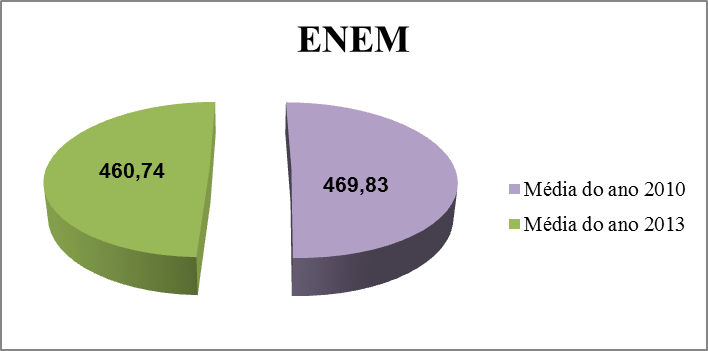 ENEM
460,74
469,83
Média do ano 2010
Média do ano 2013